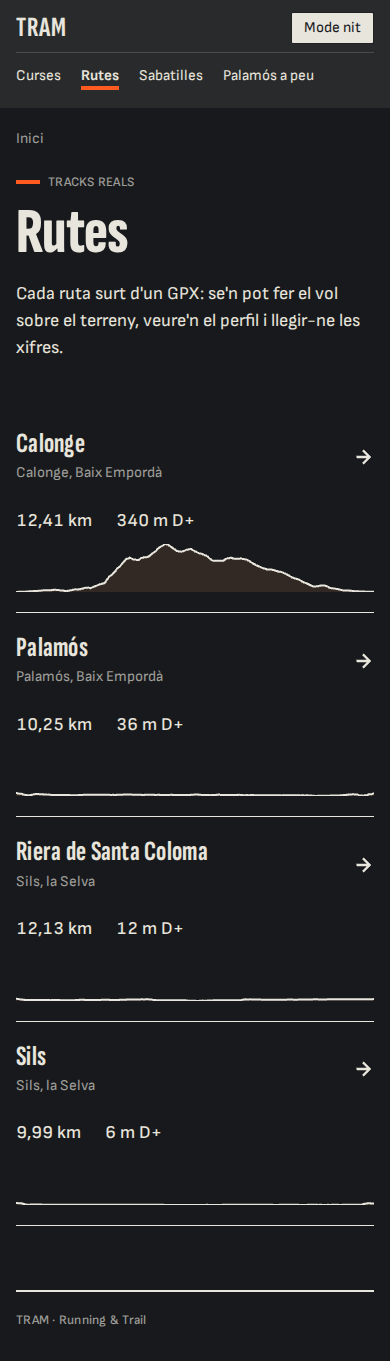 TRAM
Mode nit
Curses Rutes Sabatilles Palamós a peu
Inici
TRACKS REALS
Rutes
Cada ruta surt d'un GPX: se'n pot fer el vol
sobre el terreny, veure'n el perfil i llegir-ne les
xifres.
Calonge
Calonge, Baix Empordà
12,41 km 340 m D+
Palamós
Palamós, Baix Empordà
10,25 km 36 m D+
Riera de Santa Coloma
Sils, la Selva
12,13 km 12 m D+
Sils
Sils, la Selva
9,99 km 6 m D+
TRAM · Running & Trail